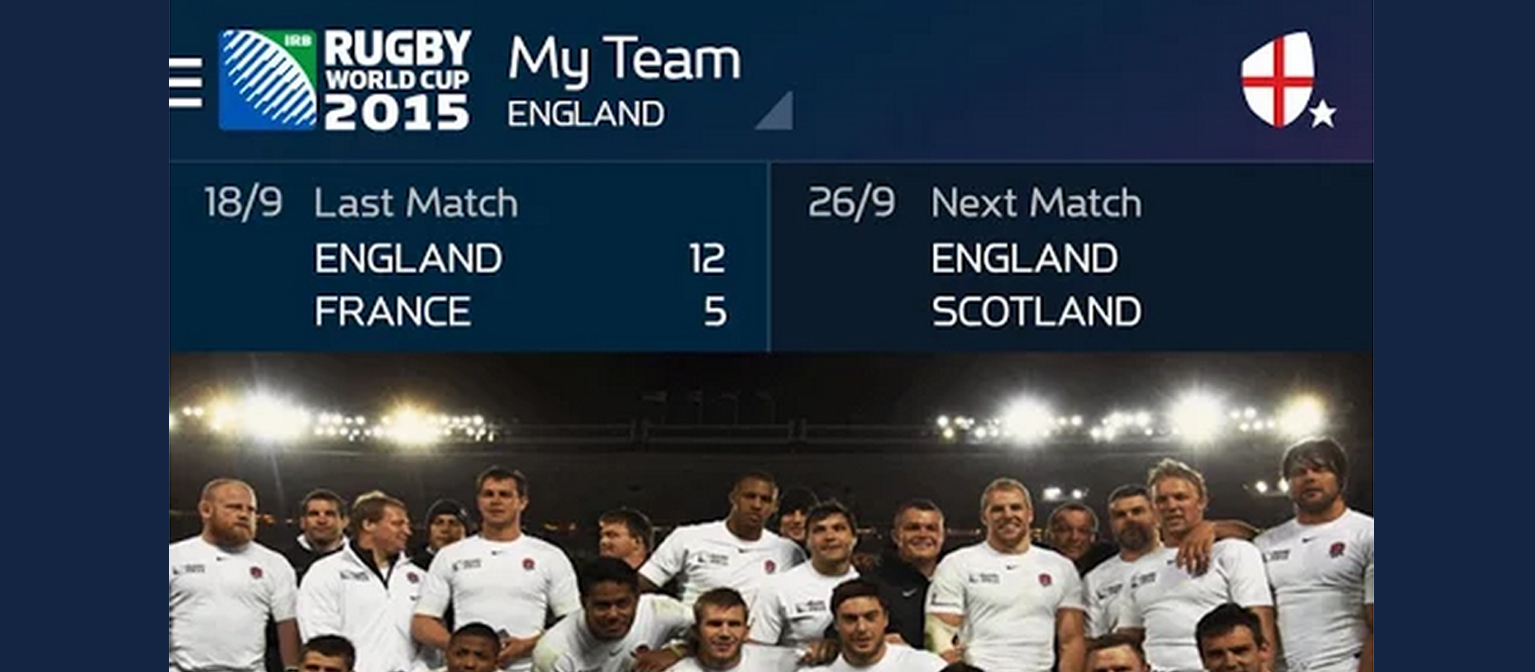 IRB
RUGBY
WORLD CUP
2015
My Team
ENGLAND
18/9 Last Match
ENGLAND 12
FRANCE 5
26/9 Next Match
ENGLAND
SCOTLAND